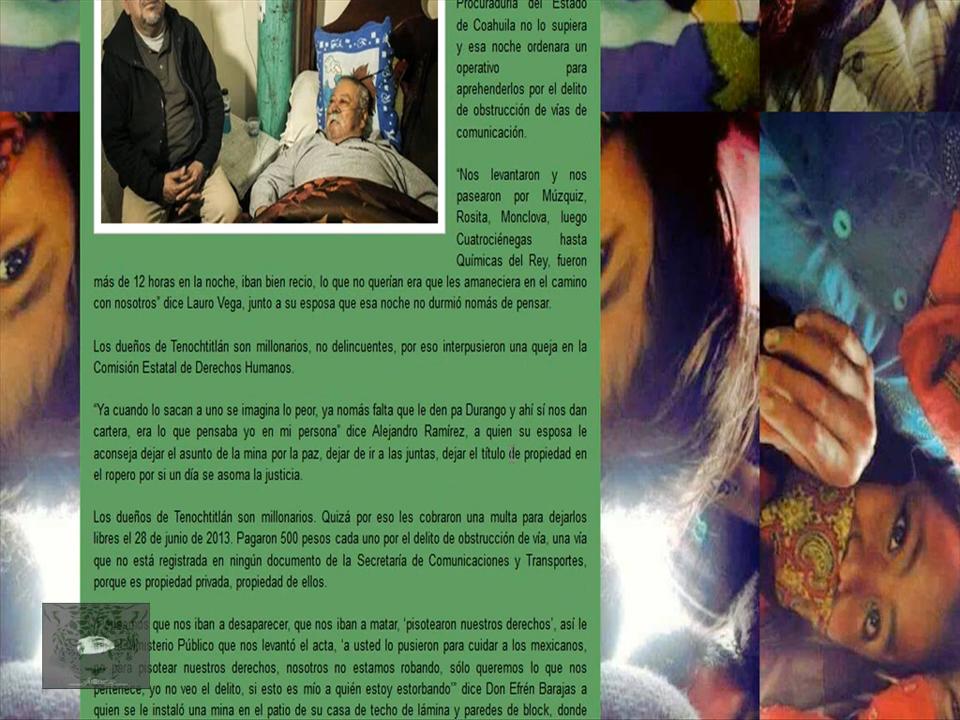 Procuraduría del Estado
de Coahuila no lo supiera
y esa noche ordenara un
operativo para
aprehenderlos por el delito
de obstrucción de vías de
comunicación.
“Nos levantaron y nos
pasearon por Múzquiz,
Rosita, Monclova, luego
Cuatrociénegas hasta
Químicas del Rey, fueron
más de 12 horas en la noche, iban bien recio, lo que no querían era que les amaneciera en el camino
con nosotros” dice Lauro Vega, junto a su esposa que esa noche no durmió nomás de pensar.
Los dueños de Tenochtitlán son millonarios, no delincuentes, por eso interpusieron una queja en la
Comisión Estatal de Derechos Humanos.
“Ya cuando lo sacan a uno se imagina lo peor, ya nomás falta que le den pa Durango y ahí sí nos dan
cartera, era lo que pensaba yo en mi persona” dice Alejandro Ramírez, a quien su esposa le
aconseja dejar el asunto de la mina por la paz, dejar de ir a las juntas, dejar el título de propiedad en
el ropero por si un día se asoma la justicia.
Los dueños de Tenochtitlán son millonarios. Quizá por eso les cobraron una multa para dejarlos
libres el 28 de junio de 2013. Pagaron 500 pesos cada uno por el delito de obstrucción de vía, una vía
que no está registrada en ningún documento de la Secretaría de Comunicaciones y Transportes,
porque es propiedad privada, propiedad de ellos.
que nos iban a desaparecer, que nos iban a matar, ‘pisotearon nuestros derechos’, así le
Ministerio Público que nos levantó el acta, ‘a usted lo pusieron para cuidar a los mexicanos,
no para pisotear nuestros derechos, nosotros no estamos robando, sólo queremos lo que nos
pertenece, yo no veo el delito, si esto es mío a quién estoy estorbando’” dice Don Efrén Barajas a
quien se le instaló una mina en el patio de su casa de techo de lámina y paredes de block, donde